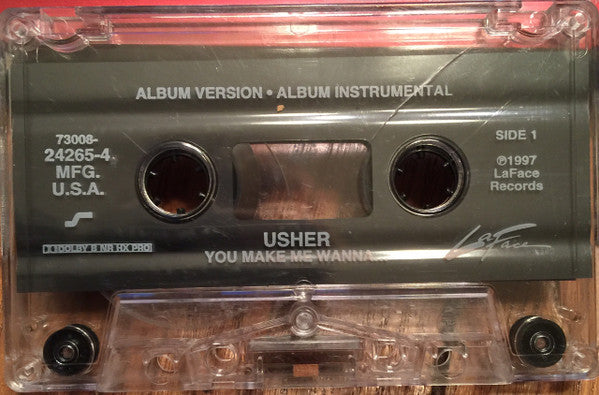 ALBUM VERSION • ALBUM INSTRUMENTAL
73008-
24265-4
MFG.
U.S.A.
SIDE 1
℗1997
LaFace
Records
DOLBY B NR HX PRO
USHER
YOU MAKE ME WANNA...
LaFace